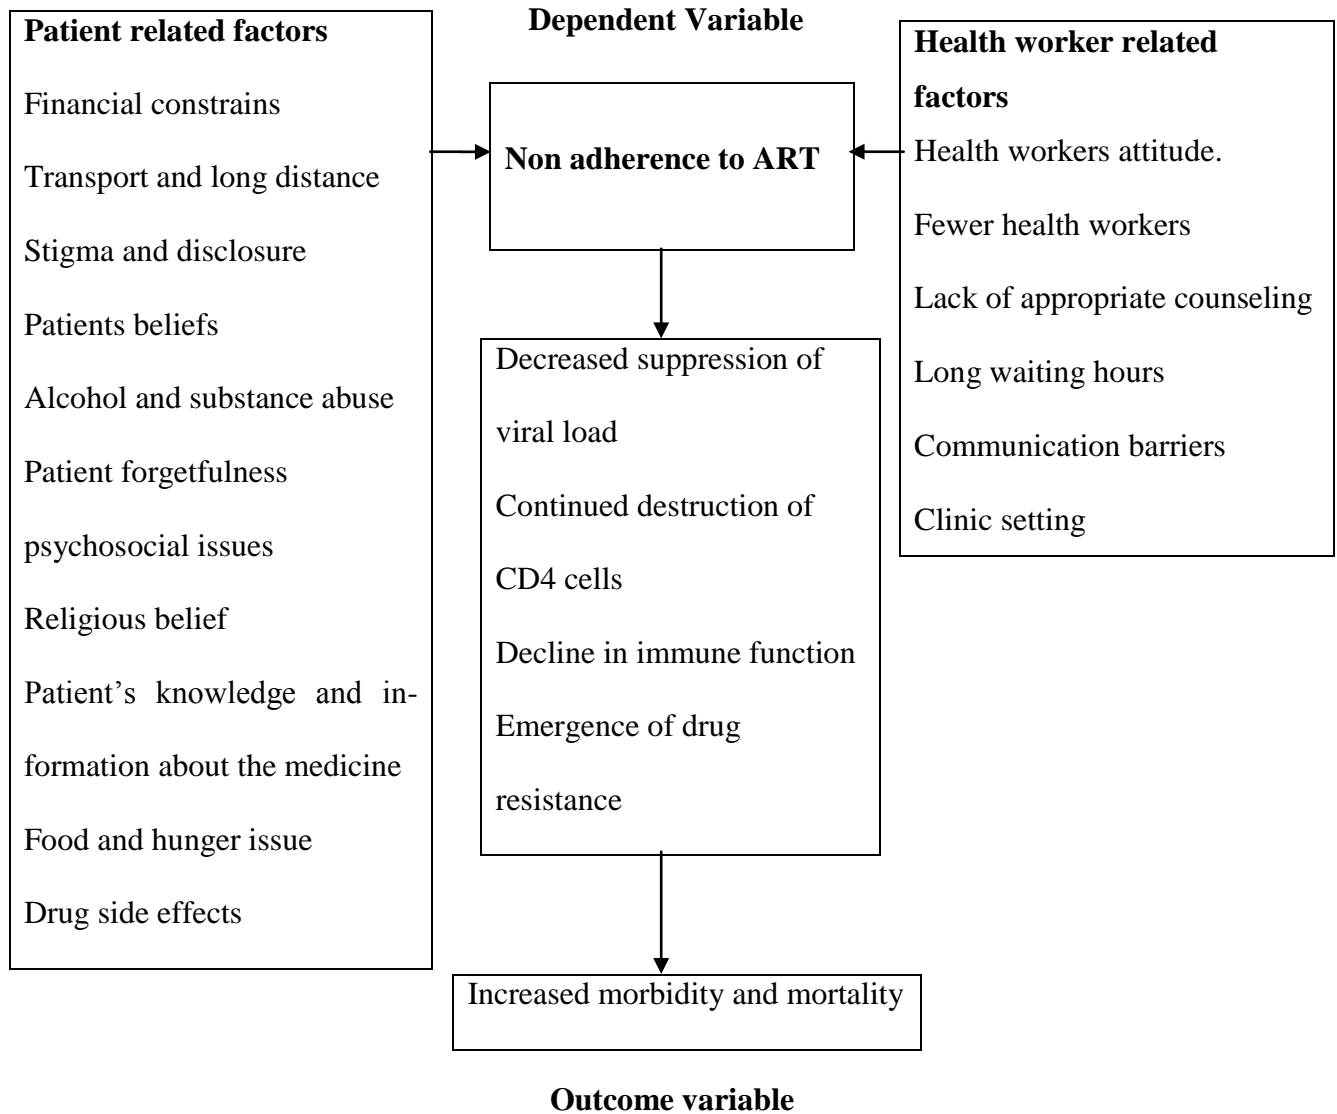 Patient related factors
Financial constrains
Transport and long distance
Stigma and disclosure
Patients beliefs
Alcohol and substance abuse
Patient forgetfulness
psychosocial issues
Religious belief
Patient’s knowledge and in-
formation about the medicine
Food and hunger issue
Drug side effects
Dependent Variable
Non adherence to ART
Decreased suppression of
viral load
Continued destruction of
CD4 cells
Decline in immune function
Emergence of drug
resistance
Increased morbidity and mortality
Outcome variable
Health worker related
factors
Health workers attitude.
Fewer health workers
Lack of appropriate counseling
Long waiting hours
Communication barriers
Clinic setting